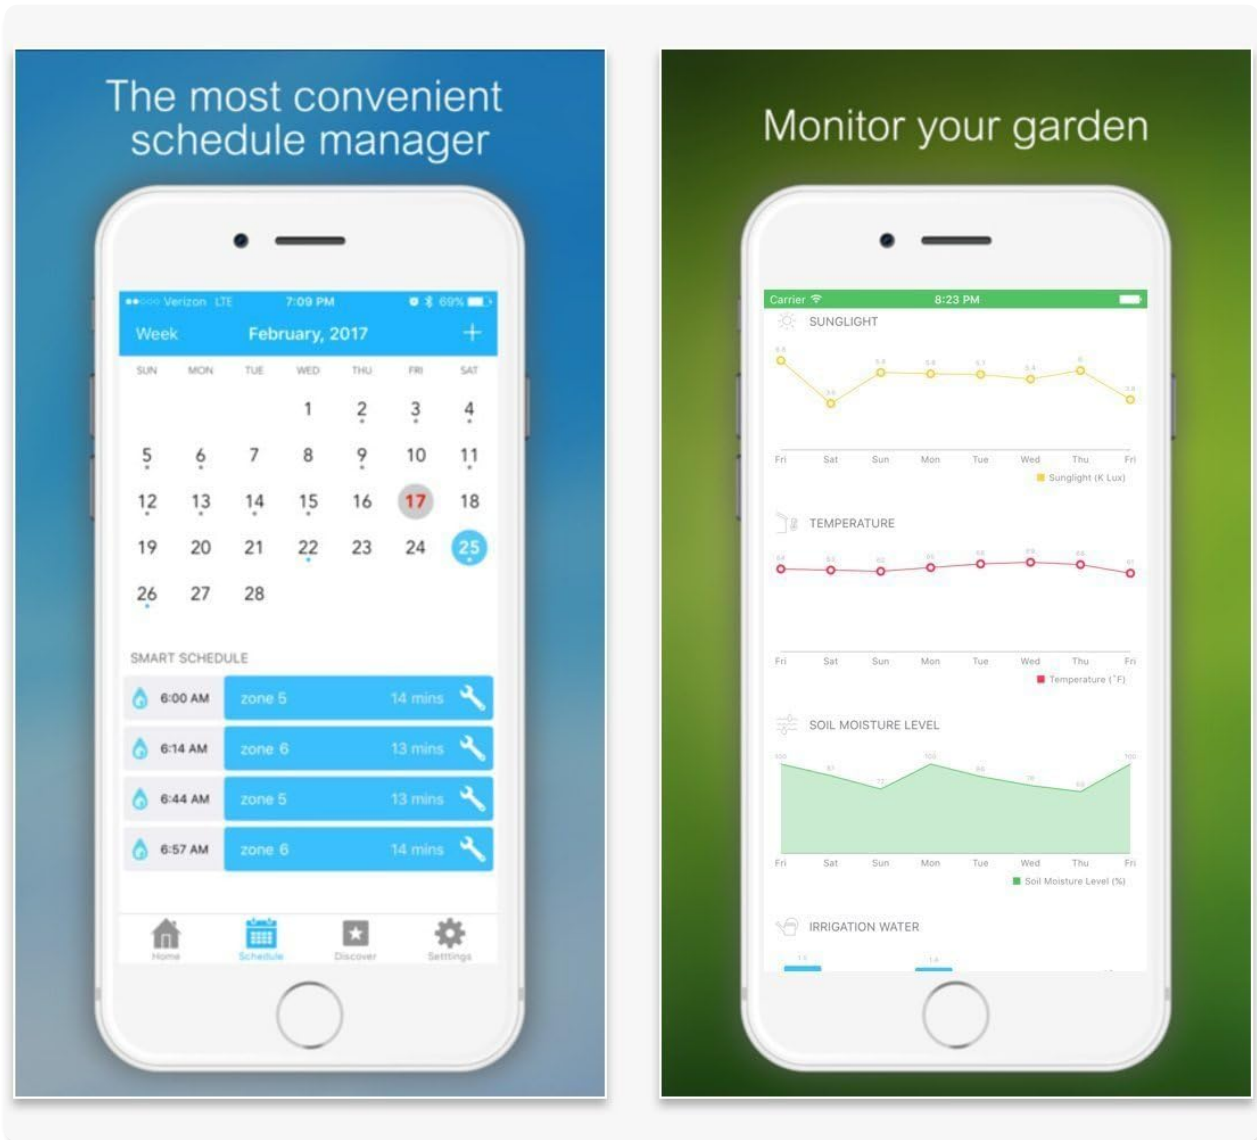 The most convenient
schedule manager
Verizon LTE 7:09 PM 69%
Week February, 2017 +
SUN MON TUE WED THU FRI SAT
1 2 3 4
5 6 7 8 9 10 11
12 13 14 15 16 17 18
19 20 21 22 23 24 25
26 27 28
SMART SCHEDULE
6:00 AM zone 5 14 mins
6:14 AM zone 6 13 mins
6:44 AM zone 5 13 mins
6:57 AM zone 6 14 mins
Home Schedule Discover Setttings
Monitor your garden
Carrier 8:23 PM
SUNGLIGHT
Fri Sat Sun Mon Tue Wed Thu Fri
Sunglight (K Lux)
TEMPERATURE
Fri Sat Sun Mon Tue Wed Thu Fri
Temperature (°F)
SOIL MOISTURE LEVEL
100 100 100
Fri Sat Sun Mon Tue Wed Thu Fri
Soil Moisture Level (%)
IRRIGATION WATER